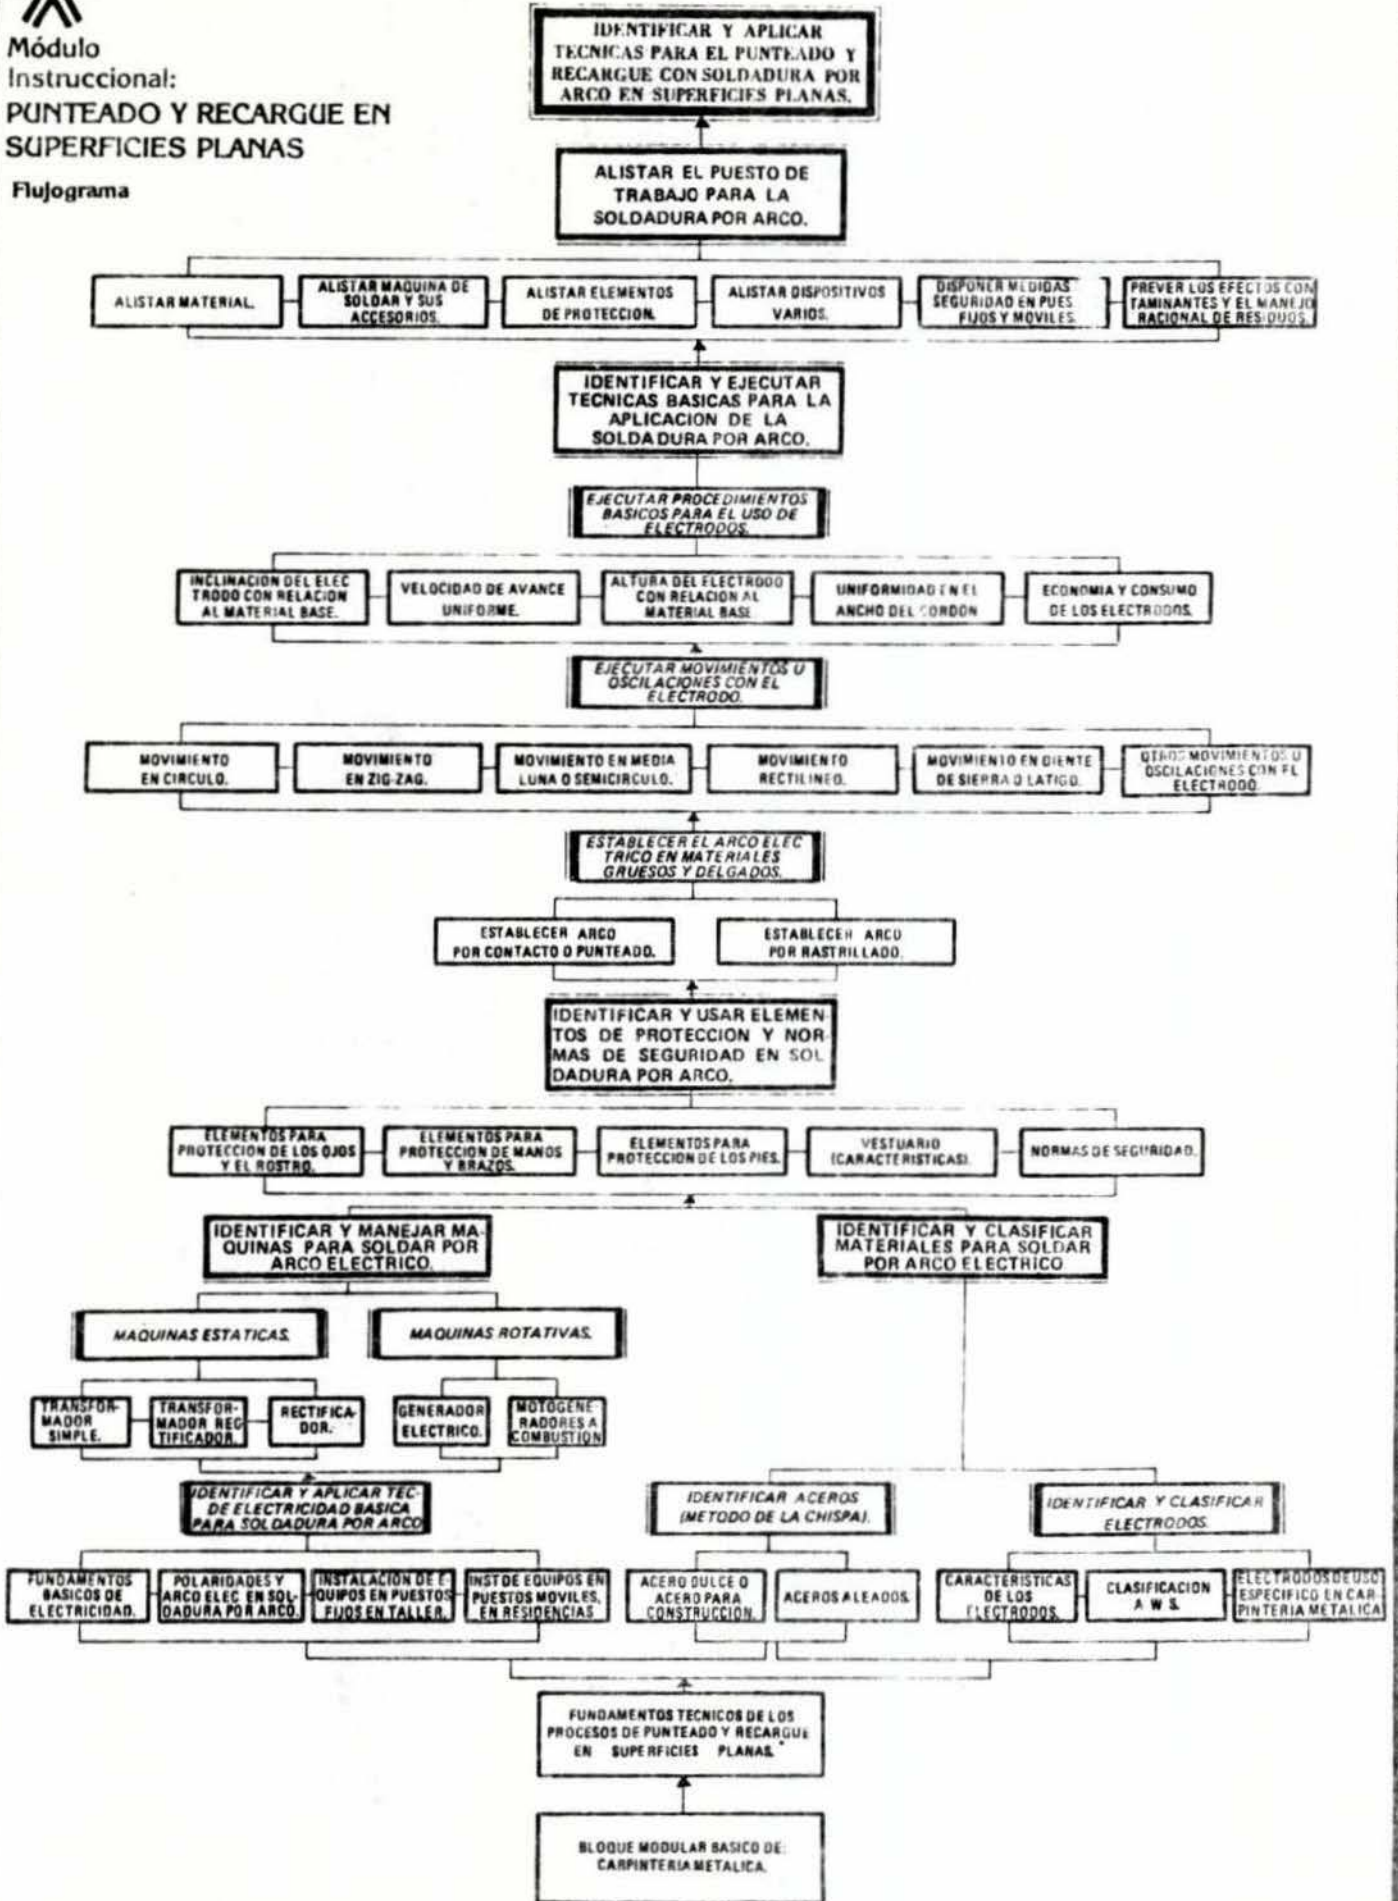 Módulo
Instruccional:
PUNTEADO Y RECARGUE EN
SUPERFICIES PLANAS
Flujograma
IDENTIFICAR Y APLICAR
TECNICAS PARA EL PUNTEADO Y
RECARGUE CON SOLDADURA POR
ARCO EN SUPERFICIES PLANAS.
ALISTAR EL PUESTO DE
TRABAJO PARA LA
SOLDADURA POR ARCO.
ALISTAR MATERIAL.
ALISTAR MAQUINA DE
SOLDAR Y SUS
ACCESORIOS.
ALISTAR ELEMENTOS
DE PROTECCION.
ALISTAR DISPOSITIVOS
VARIOS.
DISPONER MEDIDAS
SEGURIDAD EN PUES
FIJOS Y MOVILES
PREVER LOS EFECTOS CON
TAMINANTES Y EL MANEJO
RACIONAL DE RESIDUOS.
IDENTIFICAR Y EJECUTAR
TECNICAS BASICAS PARA LA
APLICACION DE LA
SOLDADURA POR ARCO.
EJECUTAR PROCEDIMIENTOS
BASICOS PARA EL USO DE
ELECTRODOS.
INCLINACION DEL ELEC
TRODO CON RELACION
AL MATERIAL BASE.
VELOCIDAD DE AVANCE
UNIFORME.
ALTURA DEL ELECTRODO
CON RELACION AL
MATERIAL BASE
UNIFORMIDAD EN EL
ANCHO DEL CORDON
ECONOMIA Y CONSUMO
DE LOS ELECTRODOS.
EJECUTAR MOVIMIENTOS U
OSCILACIONES CON EL
ELECTRODO.
MOVIMIENTO
EN CIRCULO.
MOVIMIENTO
EN ZIG-ZAG.
MOVIMIENTO EN MEDIA
LUNA O SEMICIRCULO.
MOVIMIENTO
RECTILINEO.
MOVIMIENTO EN DIENTE
DE SIERRA O LATIGO.
OTROS MOVIMIENTOS U
OSCILACIONES CON EL
ELECTRODO.
ESTABLECER EL ARCO ELEC
TRICO EN MATERIALES
GRUESOS Y DELGADOS.
ESTABLECER ARCO
POR CONTACTO O PUNTEADO.
ESTABLECER ARCO
POR RASTRILLADO.
IDENTIFICAR Y USAR ELEMEN-
TOS DE PROTECCION Y NOR-
MAS DE SEGURIDAD EN SOL
DADURA POR ARCO.
ELEMENTOS PARA
PROTECCION DE LOS OJOS
Y EL ROSTRO.
ELEMENTOS PARA
PROTECCION DE MANOS
Y BRAZOS.
ELEMENTOS PARA
PROTECCION DE LOS PIES.
VESTUARIO
(CARACTERISTICAS).
NORMAS DE SEGURIDAD.
IDENTIFICAR Y MANEJAR MA-
QUINAS PARA SOLDAR POR
ARCO ELECTRICO.
IDENTIFICAR Y CLASIFICAR
MATERIALES PARA SOLDAR
POR ARCO ELECTRICO
MAQUINAS ESTATICAS.
MAQUINAS ROTATIVAS.
TRANSFOR-
MADOR
SIMPLE.
TRANSFOR-
MADOR REC
TIFICADOR.
RECTIFICA-
DOR.
GENERADOR
ELECTRICO.
MOTOGENE-
RADORES A
COMBUSTION
IDENTIFICAR Y APLICAR TEC-
DE ELECTRICIDAD BASICA
PARA SOLDADURA POR ARCO
IDENTIFICAR ACEROS
(METODO DE LA CHISPA).
IDENTIFICAR Y CLASIFICAR
ELECTRODOS.
FUNDAMENTOS
BASICOS DE
ELECTRICIDAD.
POLARIDADES Y
ARCO ELEC EN SOL-
DADURA POR ARCO.
INSTALACION DE E-
QUIPOS EN PUESTOS
FIJOS EN TALLER.
INST DE EQUIPOS EN
PUESTOS MOVILES,
EN RESIDENCIAS
ACERO DULCE O
ACERO PARA
CONSTRUCCION.
ACEROS ALEADOS.
CARACTERISTICAS
DE LOS
ELECTRODOS.
CLASIFICACION
A W S.
ELECTRODOS DE USO
ESPECIFICO EN CAR-
PINTERIA METALICA
FUNDAMENTOS TECNICOS DE LOS
PROCESOS DE PUNTEADO Y RECARGUE
EN SUPERFICIES PLANAS.
BLOQUE MODULAR BASICO DE:
CARPINTERIA METALICA.